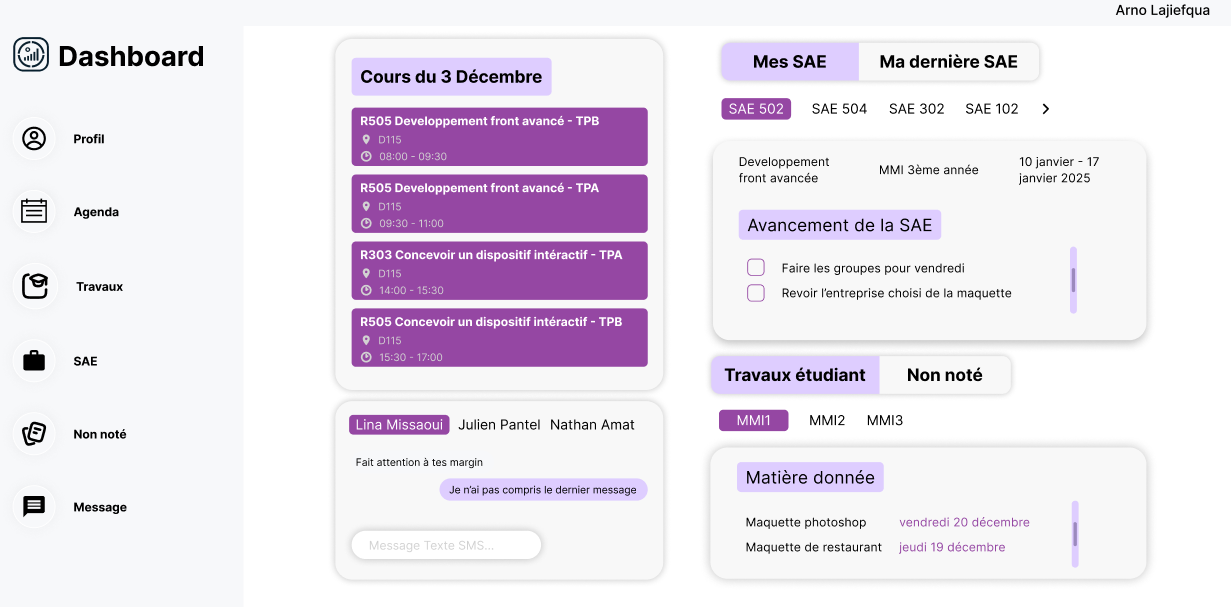 Arno Lajiefqua
Dashboard
Profil
Agenda
Travaux
SAE
Non noté
Message
Cours du 3 Décembre
R505 Developpement front avancé - TPB
D115
08:00 - 09:30
R505 Developpement front avancé - TPA
D115
09:30 - 11:00
R303 Concevoir un dispositif intéractif - TPA
D115
14:00 - 15:30
R505 Concevoir un dispositif intéractif - TPB
D115
15:30 - 17:00
Lina Missaoui Julien Pantel Nathan Amat
Fait attention à tes margin
Je n'ai pas compris le dernier message
Message Texte SMS...
Mes SAE Ma dernière SAE
SAE 502 SAE 504 SAE 302 SAE 102
Developpement
front avancée
MMI 3ème année
10 janvier - 17
janvier 2025
Avancement de la SAE
Faire les groupes pour vendredi
Revoir l'entreprise choisi de la maquette
Travaux étudiant Non noté
MMI1 MMI2 MMI3
Matière donnée
Maquette photoshop vendredi 20 décembre
Maquette de restaurant jeudi 19 décembre